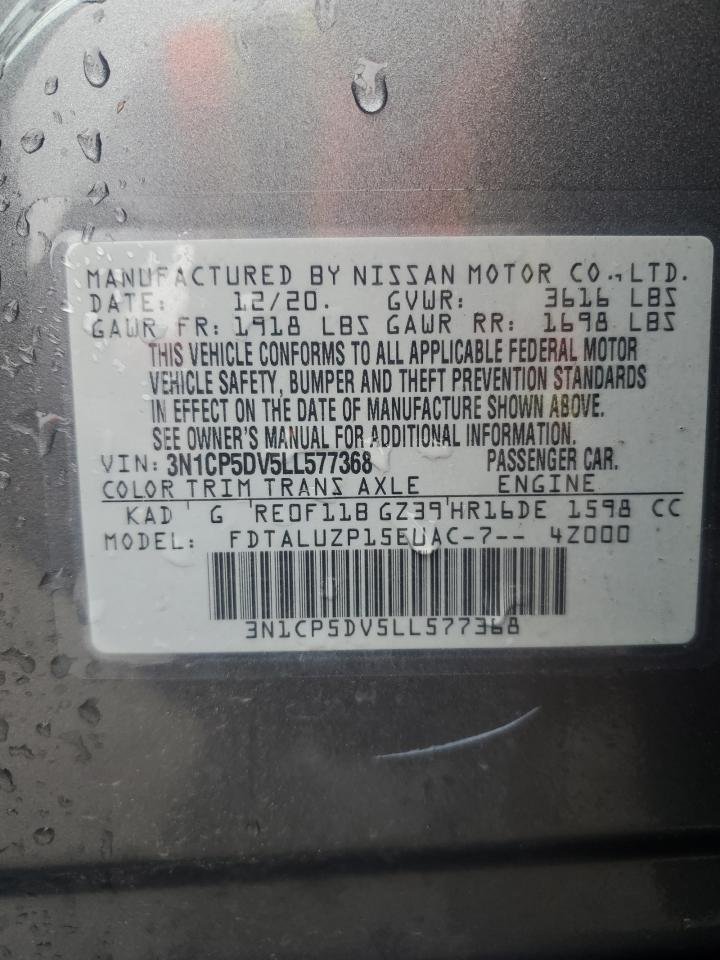 MANUFACTURED BY NISSAN MOTOR CO., LTD.
DATE: 12/20. GVWR: 3616 LBS
GAWR FR: 1918 LBS GAWR RR: 1698 LBS
THIS VEHICLE CONFORMS TO ALL APPLICABLE FEDERAL MOTOR
VEHICLE SAFETY, BUMPER AND THEFT PREVENTION STANDARDS
IN EFFECT ON THE DATE OF MANUFACTURE SHOWN ABOVE.
SEE OWNER'S MANUAL FOR ADDITIONAL INFORMATION.
VIN: 3N1CP5DV5LL577368 PASSENGER CAR.
COLOR TRIM TRANS AXLE ENGINE
KAD G RE0F11B GZ39 HR16DE 1598 CC
MODEL: FDTALUZP15EUAC-7-- 4Z000
3N1CP5DV5LL577368